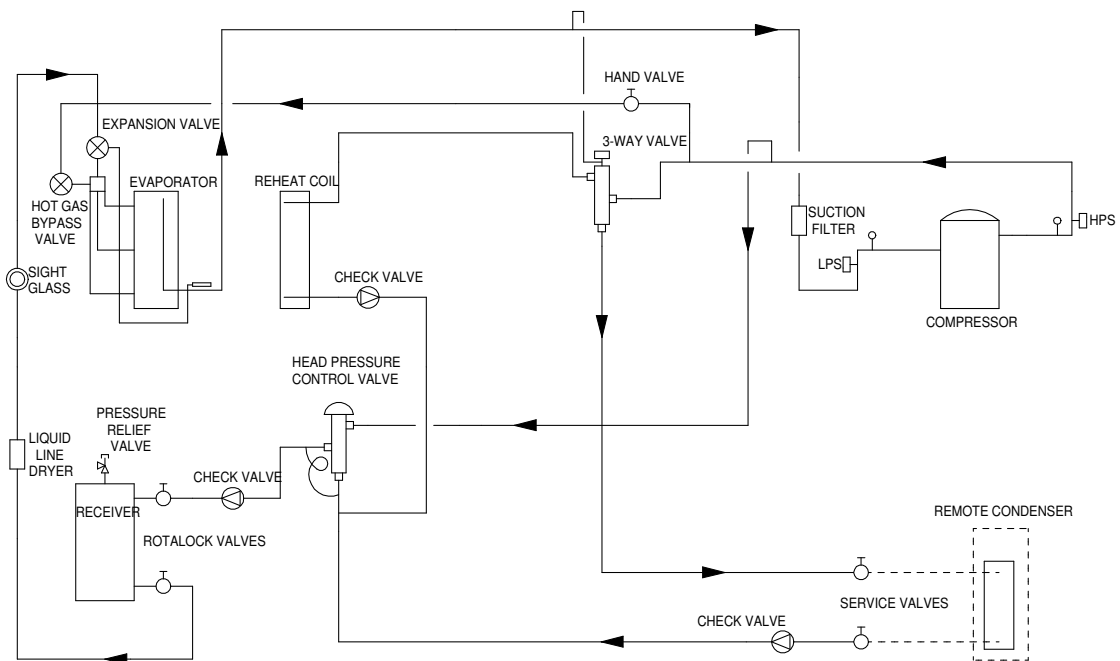 HAND VALVE
EXPANSION VALVE
3-WAY VALVE
EVAPORATOR
REHEAT COIL
HOT GAS
BYPASS
VALVE
SUCTION
FILTER
HPS
LPS
SIGHT
GLASS
CHECK VALVE
COMPRESSOR
HEAD PRESSURE
CONTROL VALVE
PRESSURE
RELIEF
VALVE
LIQUID
LINE
DRYER
CHECK VALVE
RECEIVER
REMOTE CONDENSER
ROTALOCK VALVES
SERVICE VALVES
CHECK VALVE